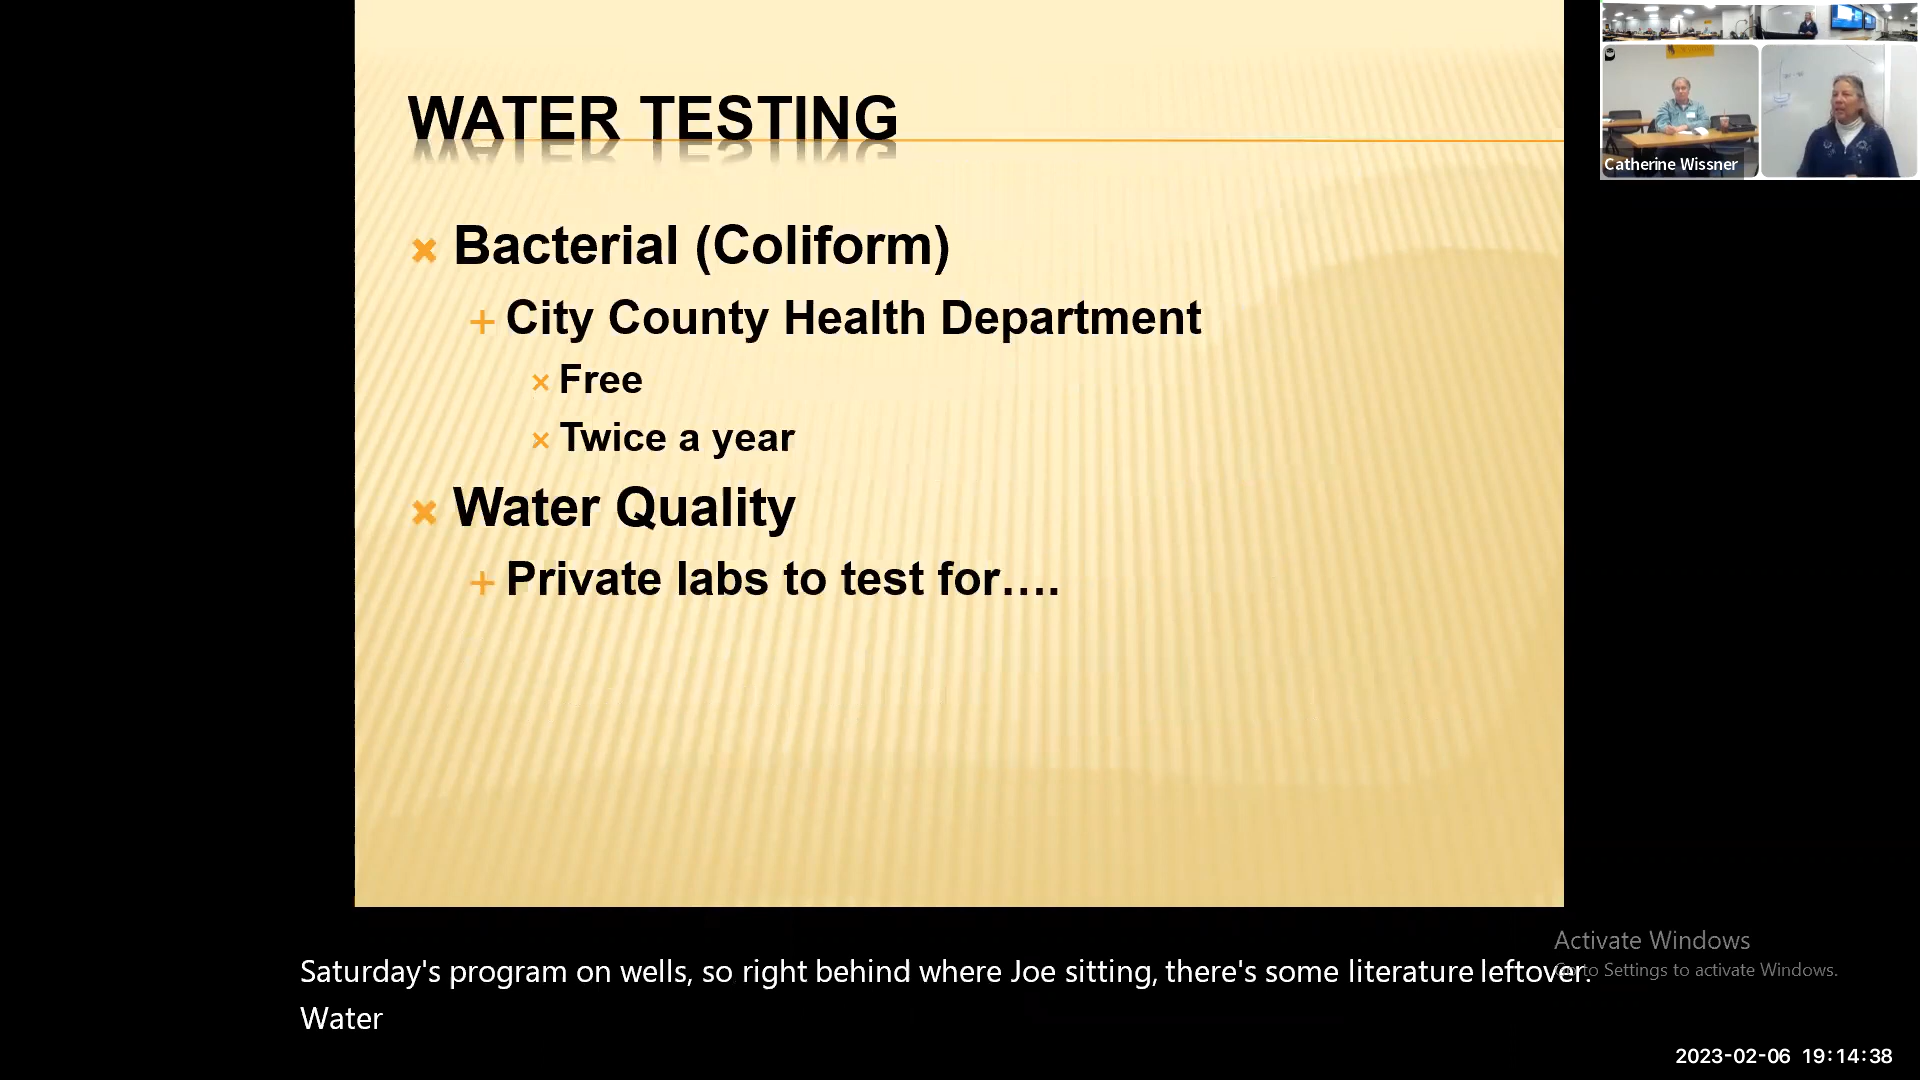 WATER TESTING
Bacterial (Coliform)
City County Health Department
Free
Twice a year
Water Quality
Private labs to test for….
Catherine Wissner
Activate Windows
Go to Settings to activate Windows.
Saturday's program on wells, so right behind where Joe sitting, there's some literature leftover.
Water
2023-02-06 19:14:38